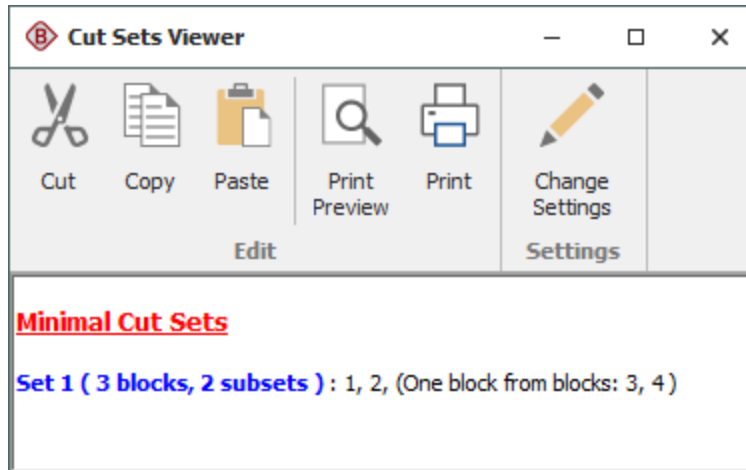 B Cut Sets Viewer
Cut Copy Paste Print Preview Print Change Settings
Edit Settings
Minimal Cut Sets
Set 1 ( 3 blocks, 2 subsets ) : 1, 2, (One block from blocks: 3, 4 )